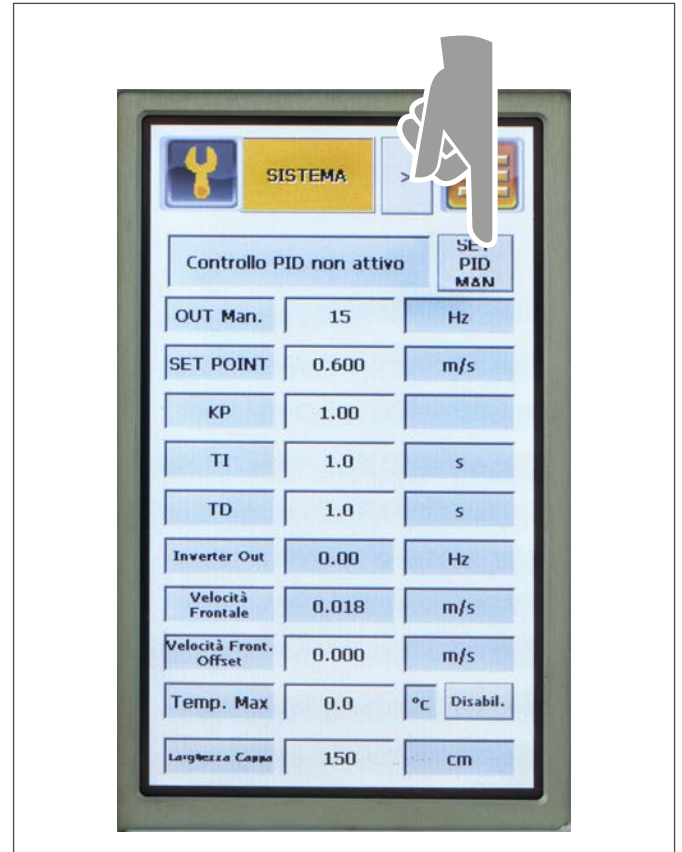 SISTEMA >
Controllo PID non attivo
SET
PID
MAN
OUT Man. 15 Hz
SET POINT 0.600 m/s
KP 1.00
TI 1.0 s
TD 1.0 s
Inverter Out 0.00 Hz
Velocità
Frontale 0.018 m/s
Velocità Front.
Offset 0.000 m/s
Temp. Max 0.0 °C Disabil.
Larghezza Cappa 150 cm